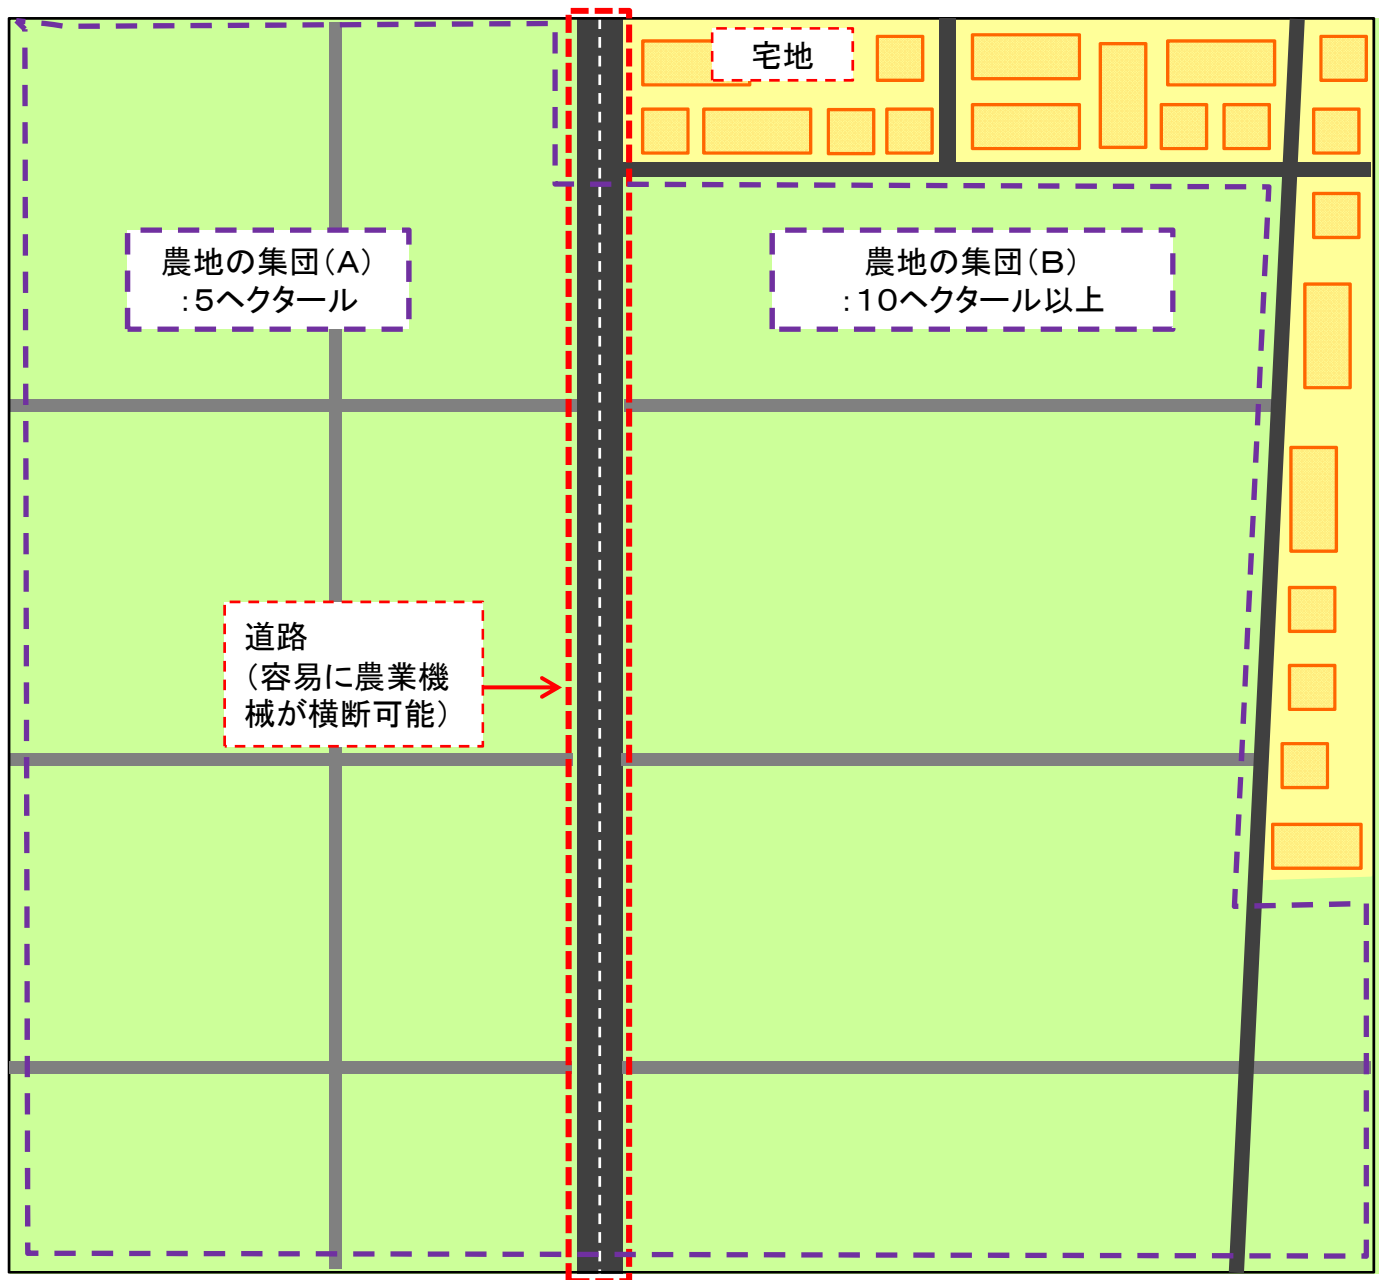 宅地
農地の集団（A）
：５ヘクタール
農地の集団（B）
：１０ヘクタール以上
道路
（容易に農業機
械が横断可能）